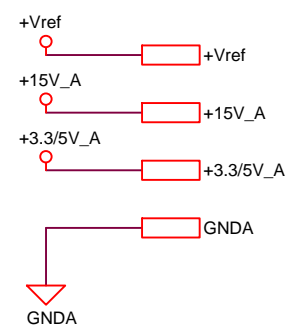 +Vref
+Vref
+15V_A
+15V_A
+3.3/5V_A
+3.3/5V_A
GNDA
GNDA